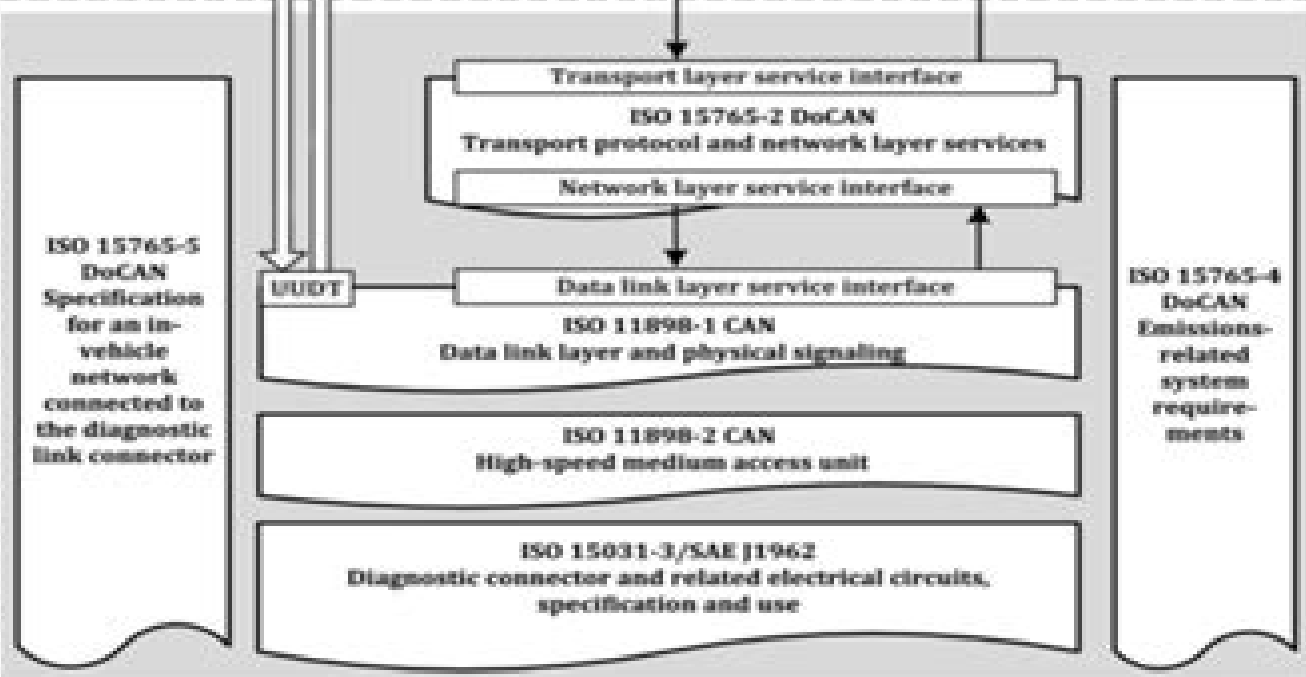 Transport layer service interface
ISO 15765-2 DoCAN
Transport protocol and network layer services
Network layer service interface
ISO 15765-5
DoCAN
Specification
for an in-
vehicle
network
connected to
the diagnostic
link connector
UUDT
Data link layer service interface
ISO 11898-1 CAN
Data link layer and physical signaling
ISO 11898-2 CAN
High-speed medium access unit
ISO 15031-3/SAE J1962
Diagnostic connector and related electrical circuits,
specification and use
ISO 15765-4
DoCAN
Emissions-
related
system
require-
ments